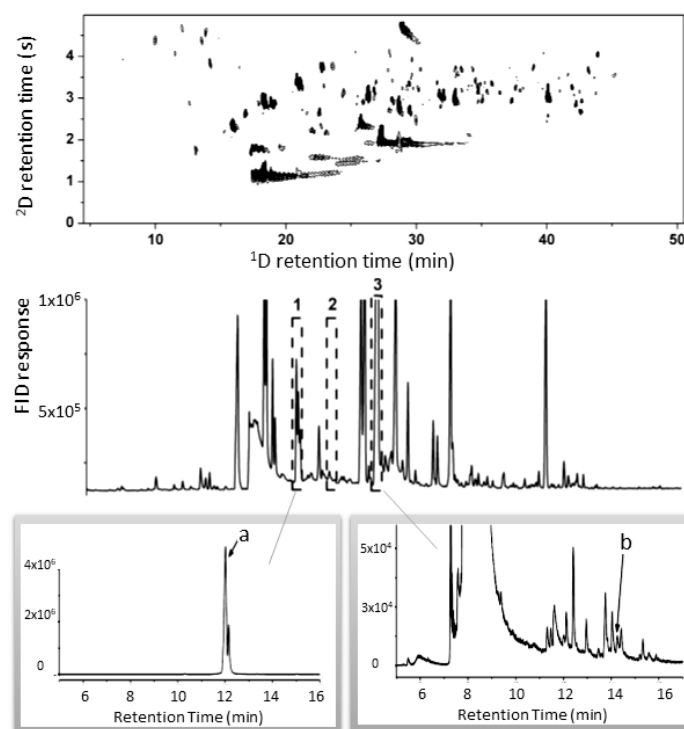 4
3
2
1
0
²D retention time (s)
10 20 30 40 50
¹D retention time (min)
1x10⁶
5x10⁵
FID response
1 2 3
a
4x10⁶
2x10⁶
0
6 8 10 12 14 16
Retention Time (min)
b
5x10⁴
3x10⁴
0
6 8 10 12 14 16
Retention Time (min)